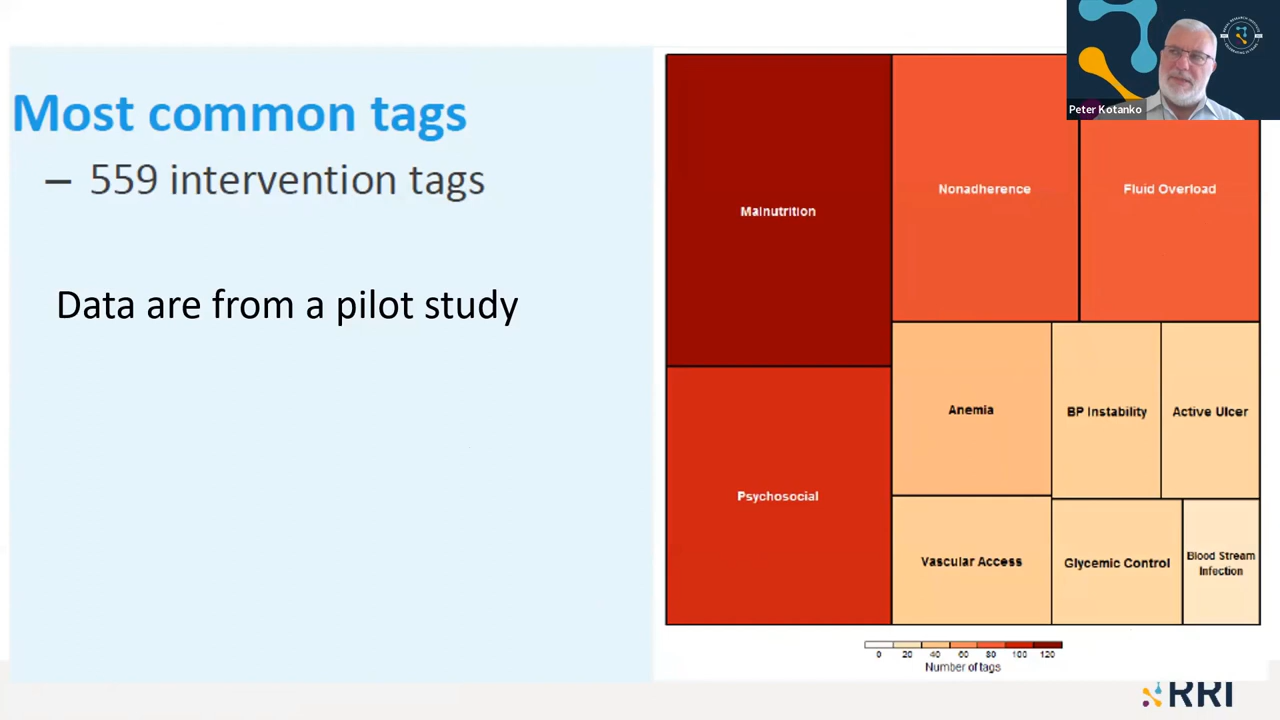 Most common tags
– 559 intervention tags
Data are from a pilot study
Peter Kotanko
Malnutrition
Nonadherence
Fluid Overload
Psychosocial
Anemia
BP Instability
Active Ulcer
Vascular Access
Glycemic Control
Blood Stream
Infection
0 20 40 60 80 100 120
Number of tags
RRI